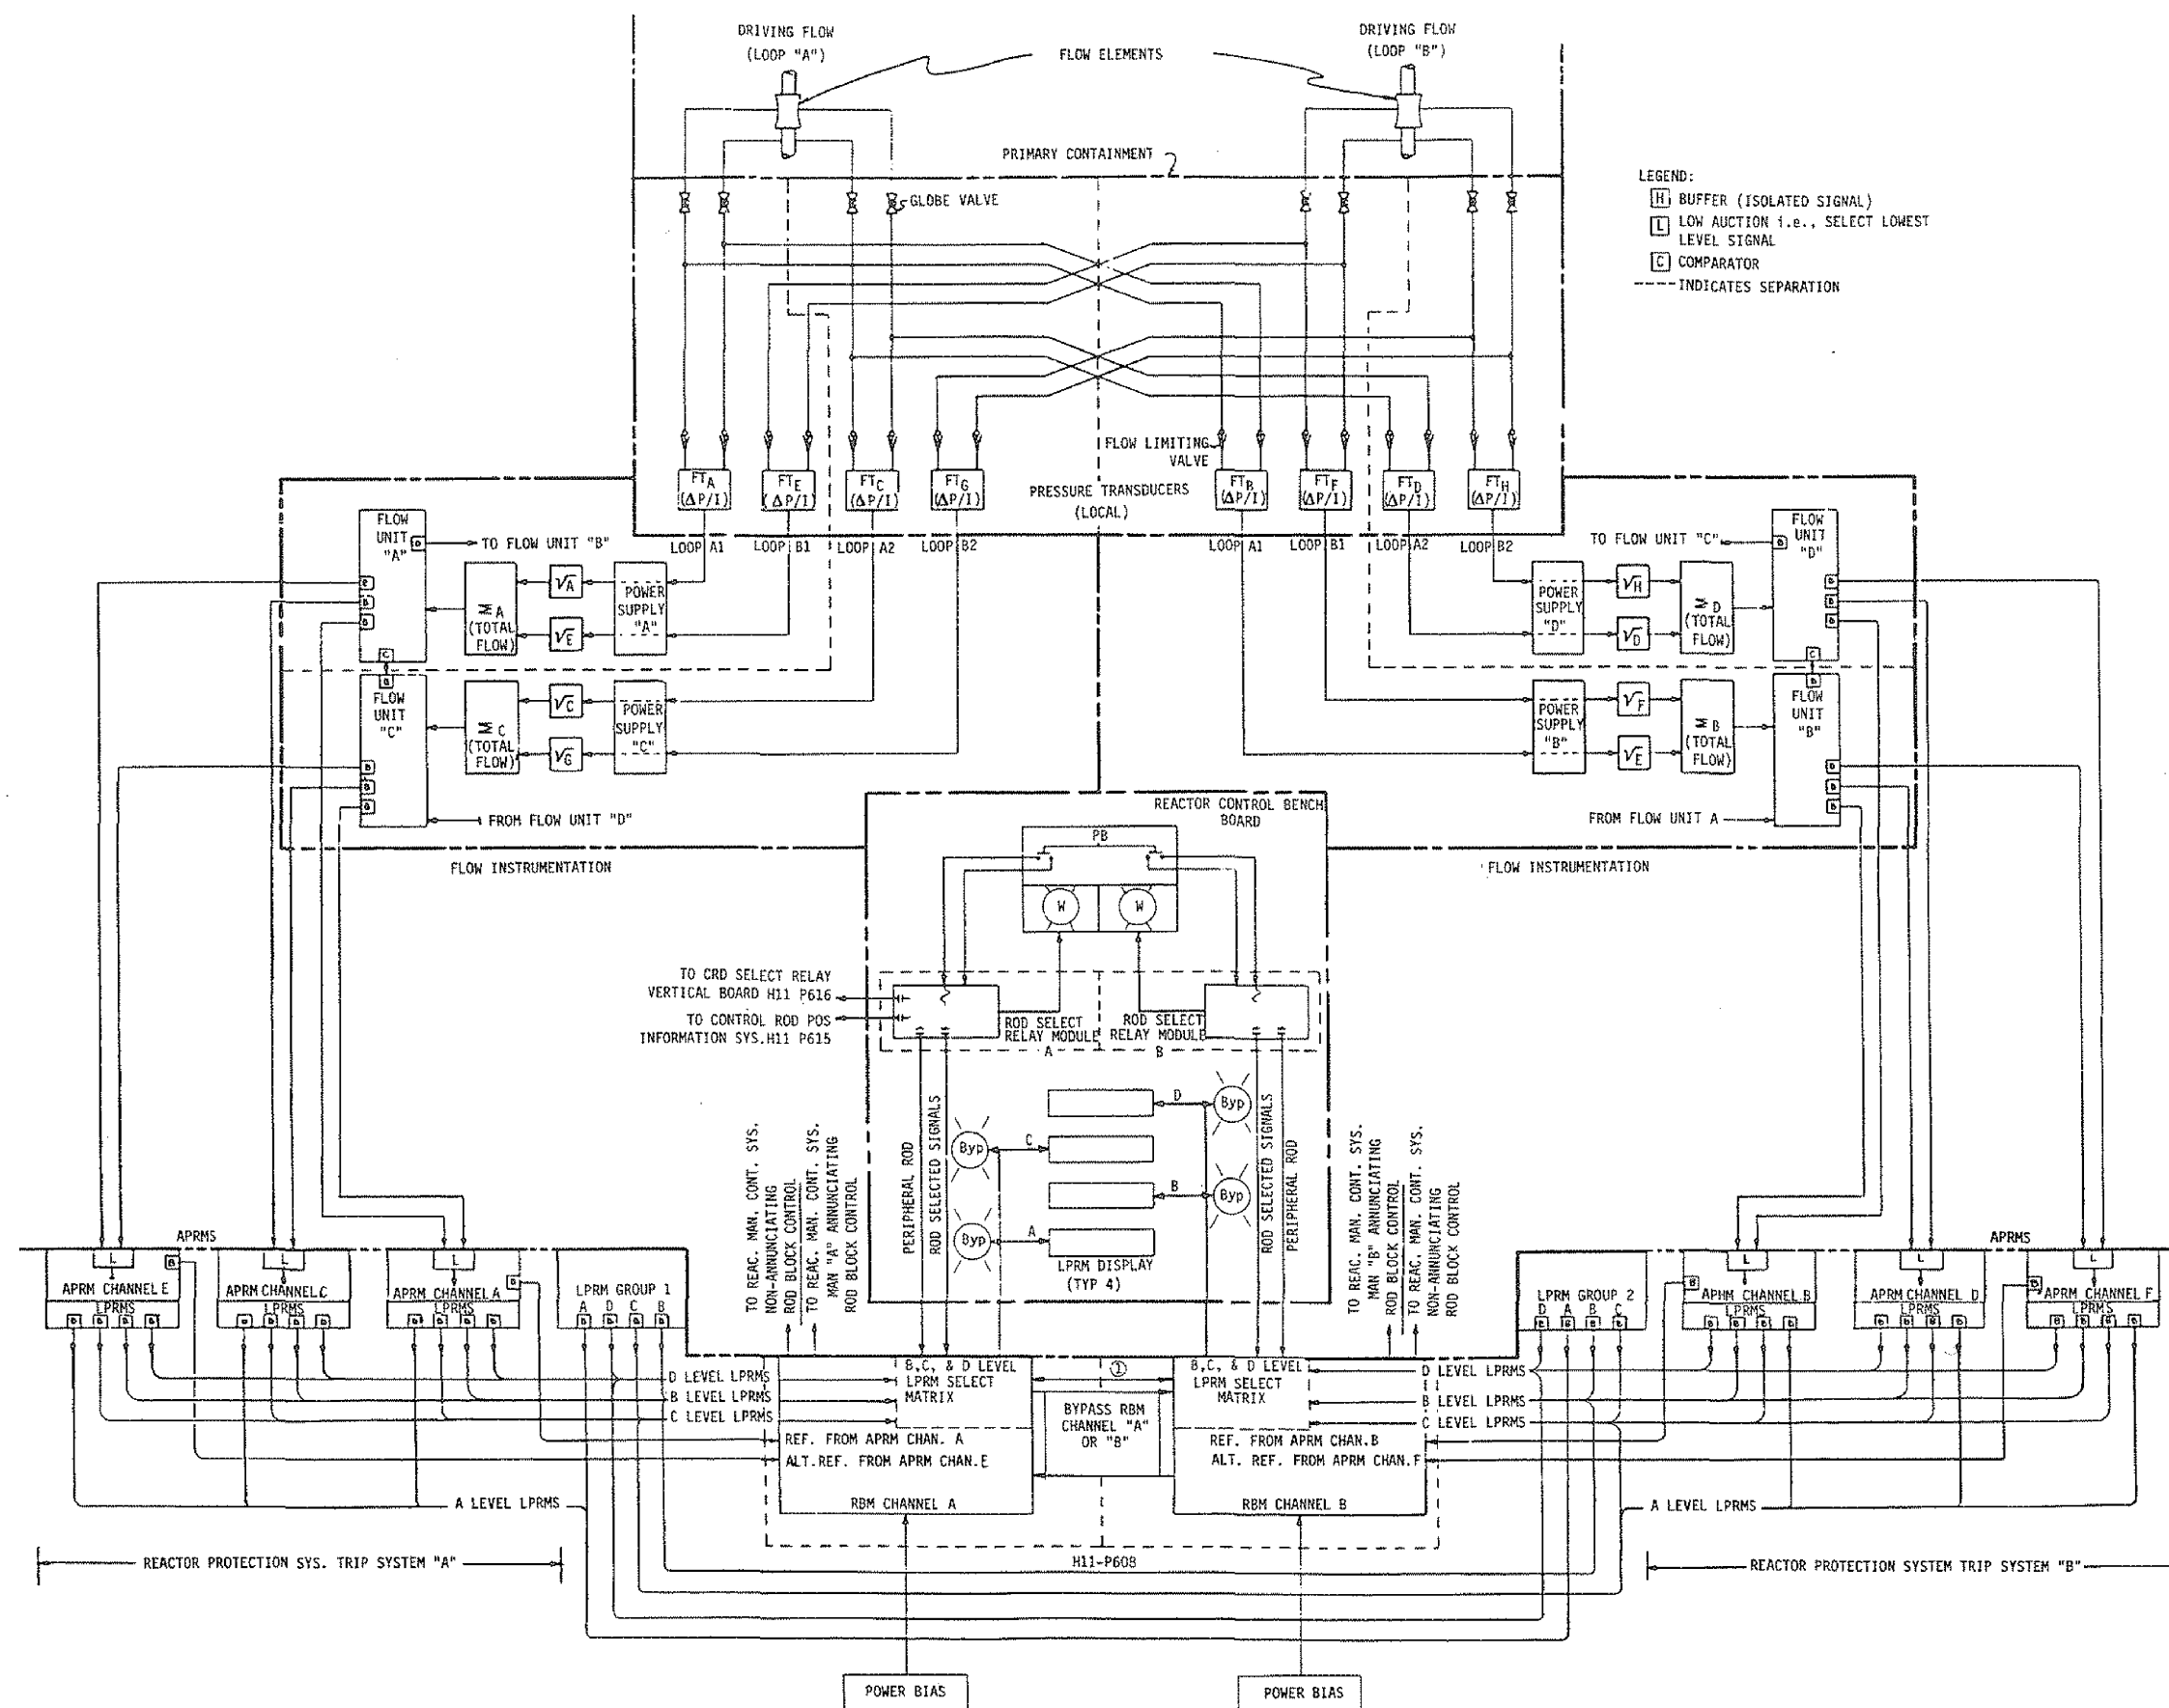 DRIVING FLOW
(LOOP "A")
FLOW ELEMENTS
DRIVING FLOW
(LOOP "B")
PRIMARY CONTAINMENT
GLOBE VALVE
LEGEND:
H BUFFER (ISOLATED SIGNAL)
L LOW AUCTION i.e., SELECT LOWEST
LEVEL SIGNAL
C COMPARATOR
INDICATES SEPARATION
FLOW LIMITING
VALVE
FTA
(ΔP/I)
FTE
(ΔP/I)
FTC
(ΔP/I)
FTG
(ΔP/I)
PRESSURE TRANSDUCERS
(LOCAL)
FTB
(ΔP/I)
FTF
(ΔP/I)
FTD
(ΔP/I)
FTH
(ΔP/I)
LOOP A1
LOOP B1
LOOP A2
LOOP B2
LOOP A1
LOOP B1
LOOP A2
LOOP B2
FLOW
UNIT
"A"
TO FLOW UNIT "B"
Σ A
(TOTAL
FLOW)
√A
√E
POWER
SUPPLY
"A"
FLOW
UNIT
"C"
Σ C
(TOTAL
FLOW)
√C
√G
POWER
SUPPLY
"C"
FROM FLOW UNIT "D"
FLOW INSTRUMENTATION
TO FLOW UNIT "C"
FLOW
UNIT
"D"
POWER
SUPPLY
"D"
√H
√D
Σ D
(TOTAL
FLOW)
POWER
SUPPLY
"B"
√F
√E
Σ B
(TOTAL
FLOW)
FLOW
UNIT
"B"
FROM FLOW UNIT A
FLOW INSTRUMENTATION
REACTOR CONTROL BENCH
BOARD
PB
W
W
TO CRD SELECT RELAY
VERTICAL BOARD H11 P616
TO CONTROL ROD POS
INFORMATION SYS.H11 P615
ROD SELECT
RELAY MODULE
A
ROD SELECT
RELAY MODULE
B
PERIPHERAL ROD
ROD SELECTED SIGNALS
Byp
D
Byp
C
Byp
B
Byp
A
LPRM DISPLAY
(TYP 4)
ROD SELECTED SIGNALS
PERIPHERAL ROD
TO REAC. MAN. CONT. SYS.
NON-ANNUNCIATING
ROD BLOCK CONTROL
TO REAC. MAN. CONT. SYS.
MAN "A" ANNUNCIATING
ROD BLOCK CONTROL
TO REAC. MAN. CONT. SYS.
MAN "B" ANNUNCIATING
ROD BLOCK CONTROL
TO REAC. MAN. CONT. SYS.
NON-ANNUNCIATING
ROD BLOCK CONTROL
APRMS
L
APRM CHANNEL E
LPRMS
L
APRM CHANNEL C
LPRMS
L
APRM CHANNEL A
LPRMS
LPRM GROUP 1
A D C B
LPRM GROUP 2
D A B C
APRMS
L
APRM CHANNEL B
LPRMS
L
APRM CHANNEL D
LPRMS
L
APRM CHANNEL F
LPRMS
D LEVEL LPRMS
B LEVEL LPRMS
C LEVEL LPRMS
B,C, & D LEVEL
LPRM SELECT
MATRIX
REF. FROM APRM CHAN. A
ALT.REF. FROM APRM CHAN.E
RBM CHANNEL A
1
BYPASS RBM
CHANNEL "A"
OR "B"
B,C, & D LEVEL
LPRM SELECT
MATRIX
REF. FROM APRM CHAN.B
ALT. REF. FROM APRM CHAN.F
RBM CHANNEL B
D LEVEL LPRMS
B LEVEL LPRMS
C LEVEL LPRMS
A LEVEL LPRMS
A LEVEL LPRMS
H11-P608
REACTOR PROTECTION SYS. TRIP SYSTEM "A"
REACTOR PROTECTION SYSTEM TRIP SYSTEM "B"
POWER BIAS
POWER BIAS